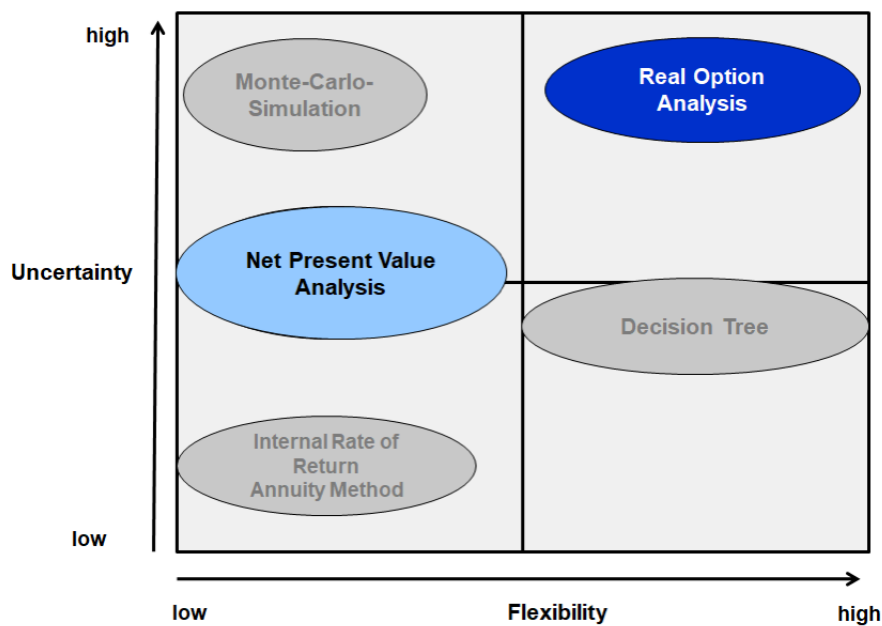 high
Monte-Carlo-
Simulation
Real Option
Analysis
Uncertainty
Net Present Value
Analysis
Decision Tree
Internal Rate of
Return
Annuity Method
low
low
Flexibility
high